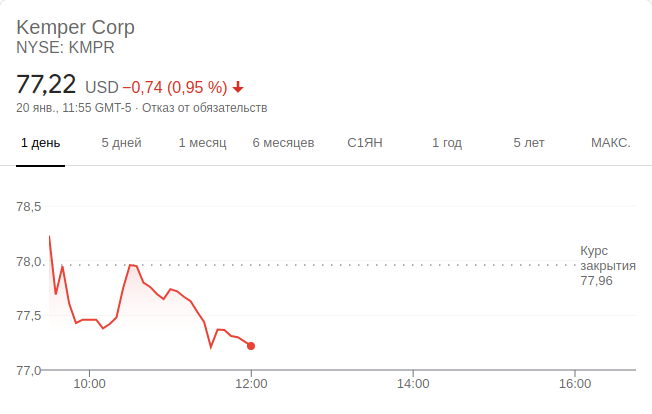 Kemper Corp
NYSE: KMPR
77,22 USD −0,74 (0,95 %)
20 янв., 11:55 GMT-5 · Отказ от обязательств
1 день 5 дней 1 месяц 6 месяцев С1ЯН 1 год 5 лет МАКС.
78,5
78,0
Курс
закрытия
77,96
77,5
77,0
10:00 12:00 14:00 16:00